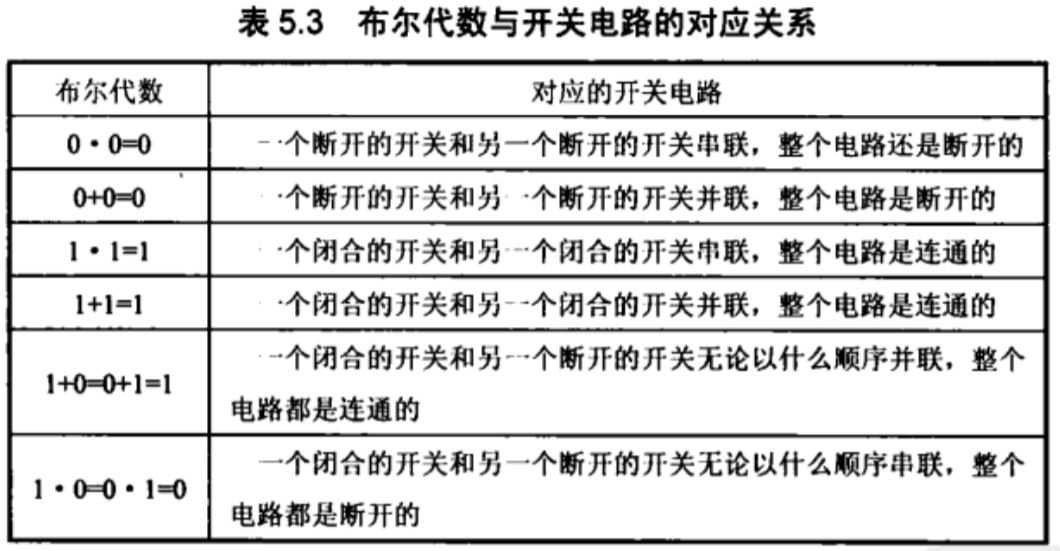 表 5.3 布尔代数与开关电路的对应关系
布尔代数
对应的开关电路
0・0=0
一个断开的开关和另一个断开的开关串联，整个电路还是断开的
0+0=0
一个断开的开关和另一个断开的开关并联，整个电路是断开的
1・1=1
一个闭合的开关和另一个闭合的开关串联，整个电路是连通的
1+1=1
一个闭合的开关和另一个闭合的开关并联，整个电路是连通的
1+0=0+1=1
一个闭合的开关和另一个断开的开关无论以什么顺序并联，整个
电路都是连通的
1・0=0・1=0
一个闭合的开关和另一个断开的开关无论以什么顺序串联，整个
电路都是断开的